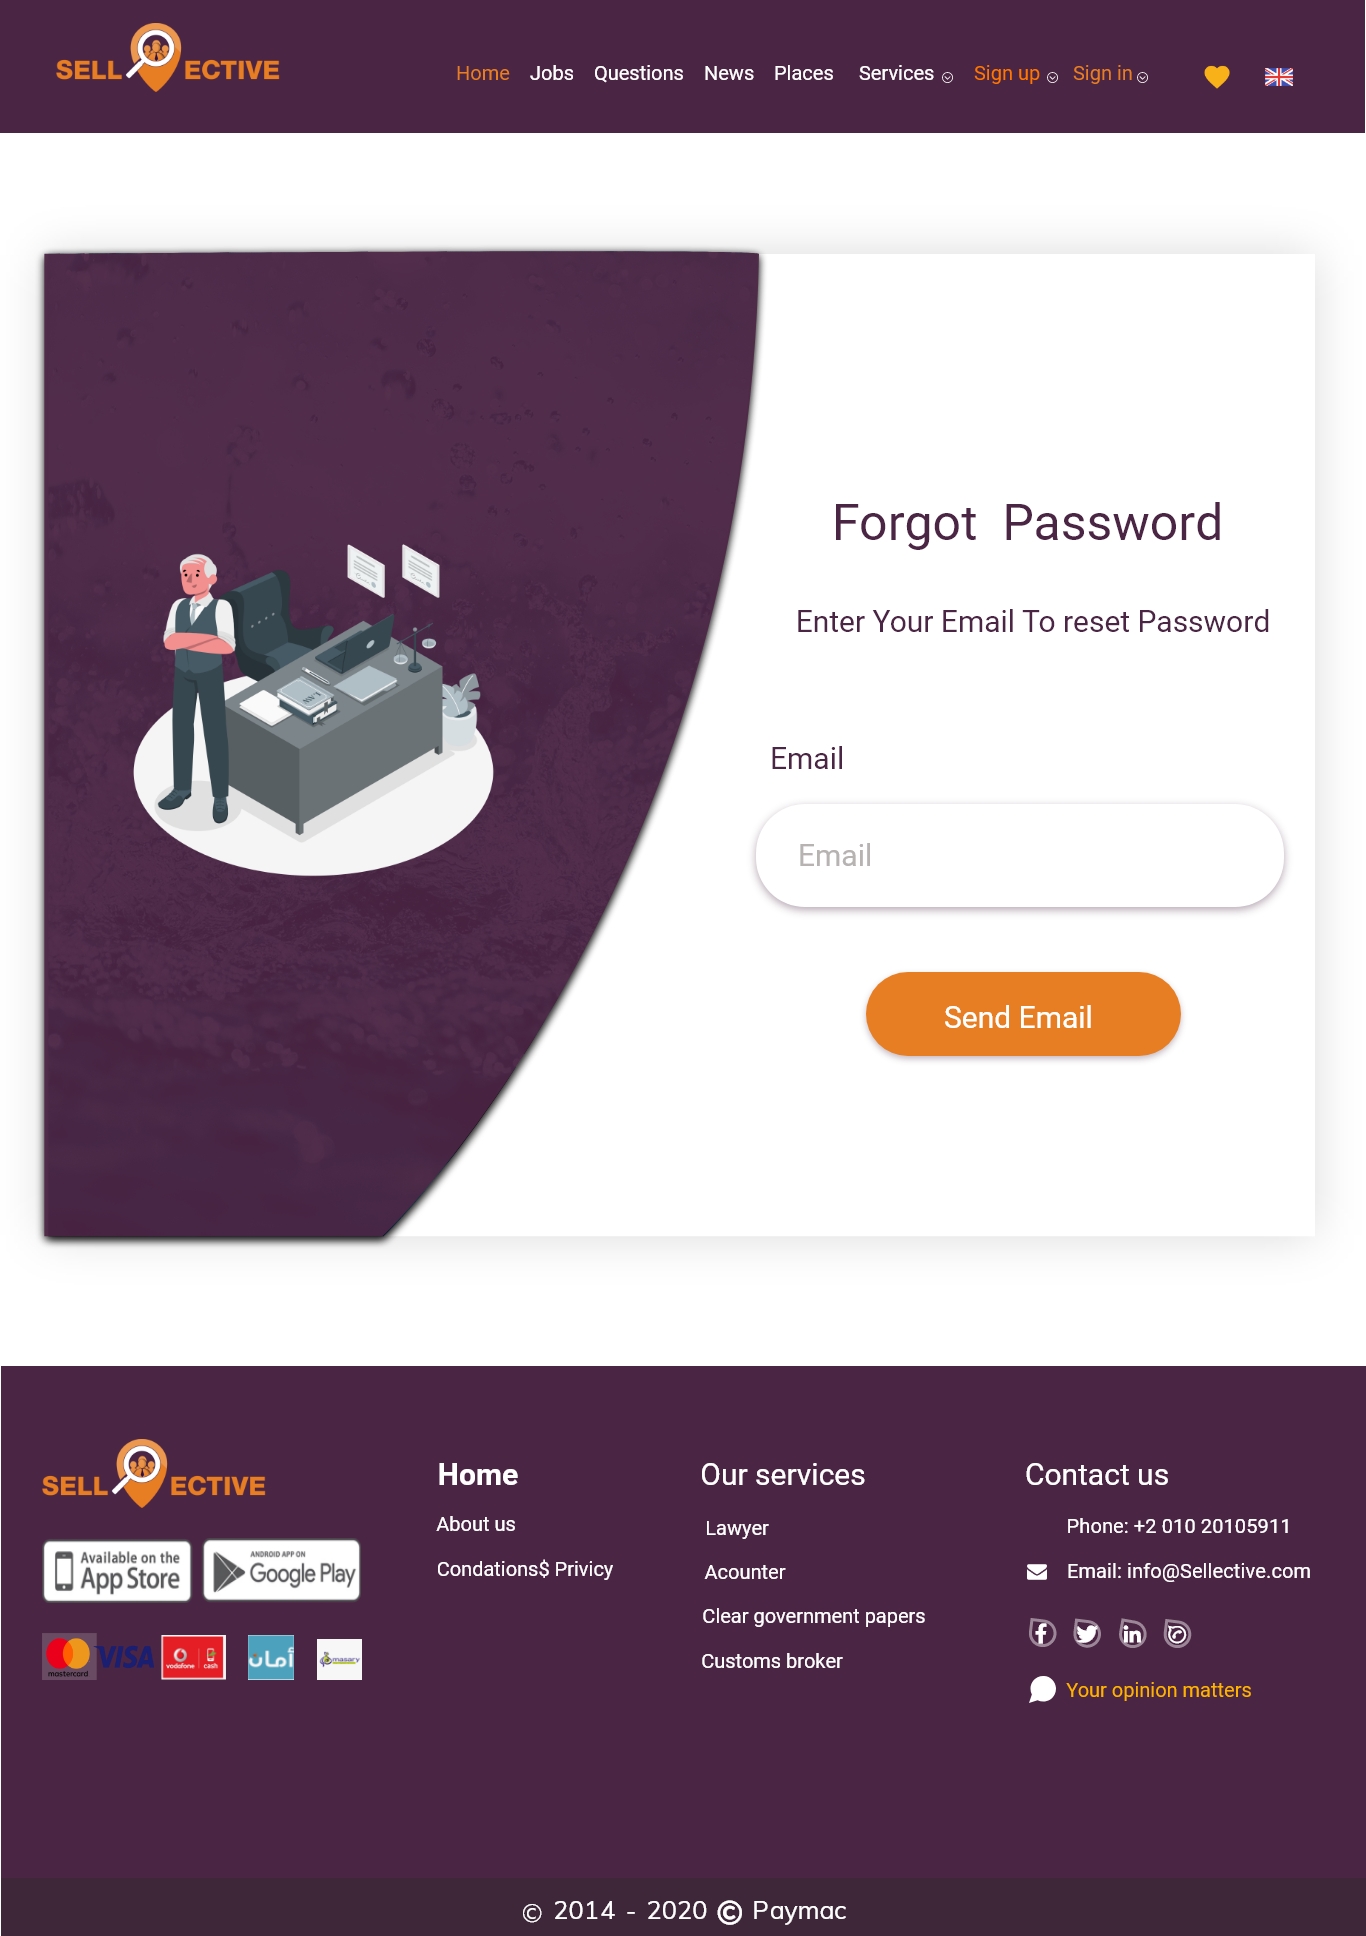 SELL ECTIVE
Home Jobs Questions News Places Services Sign up Sign in
Forgot Password
Enter Your Email To reset Password
Email
Email
Send Email
SELL ECTIVE
Available on the
App Store
ANDROID APP ON
Google Play
mastercard
VISA
vodafone cash
أمان
masary
Home
About us
Condations$ Privicy
Our services
Lawyer
Acounter
Clear government papers
Customs broker
Contact us
Phone: +2 010 20105911
Email: info@Sellective.com
Your opinion matters
© 2014 - 2020 © Paymac